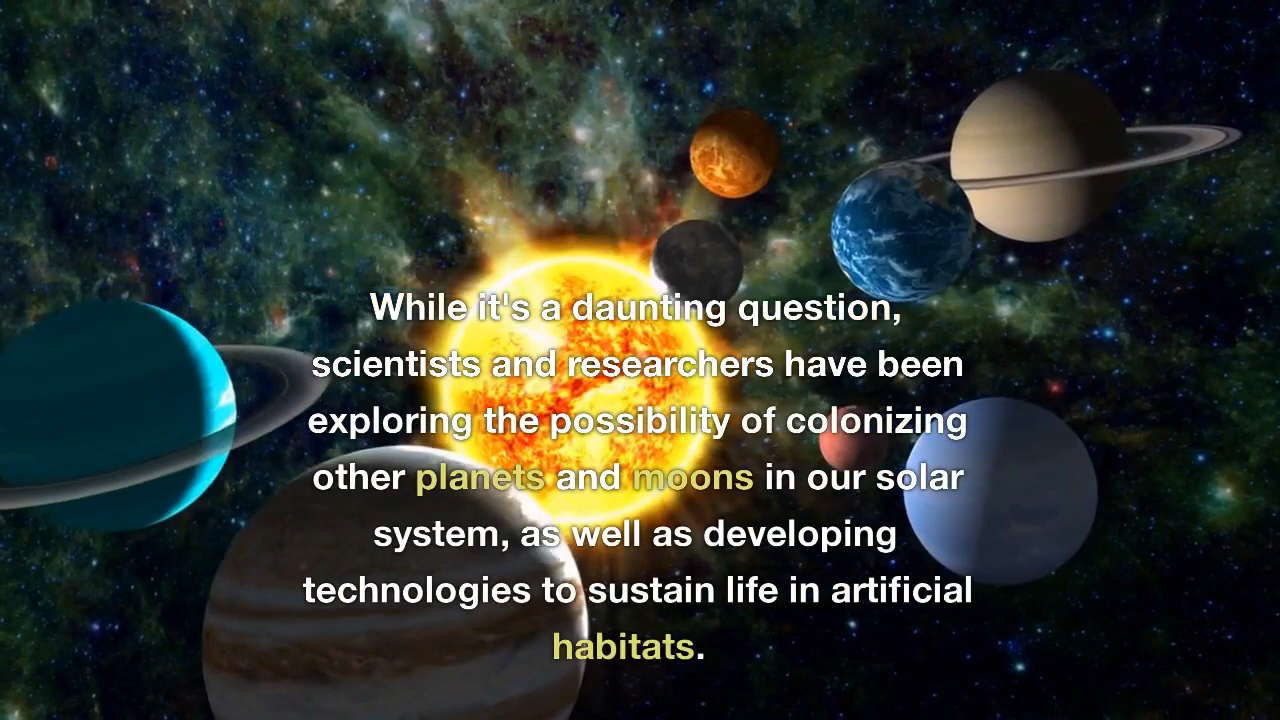 While it's a daunting question,
scientists and researchers have been
exploring the possibility of colonizing
other planets and moons in our solar
system, as well as developing
technologies to sustain life in artificial
habitats.